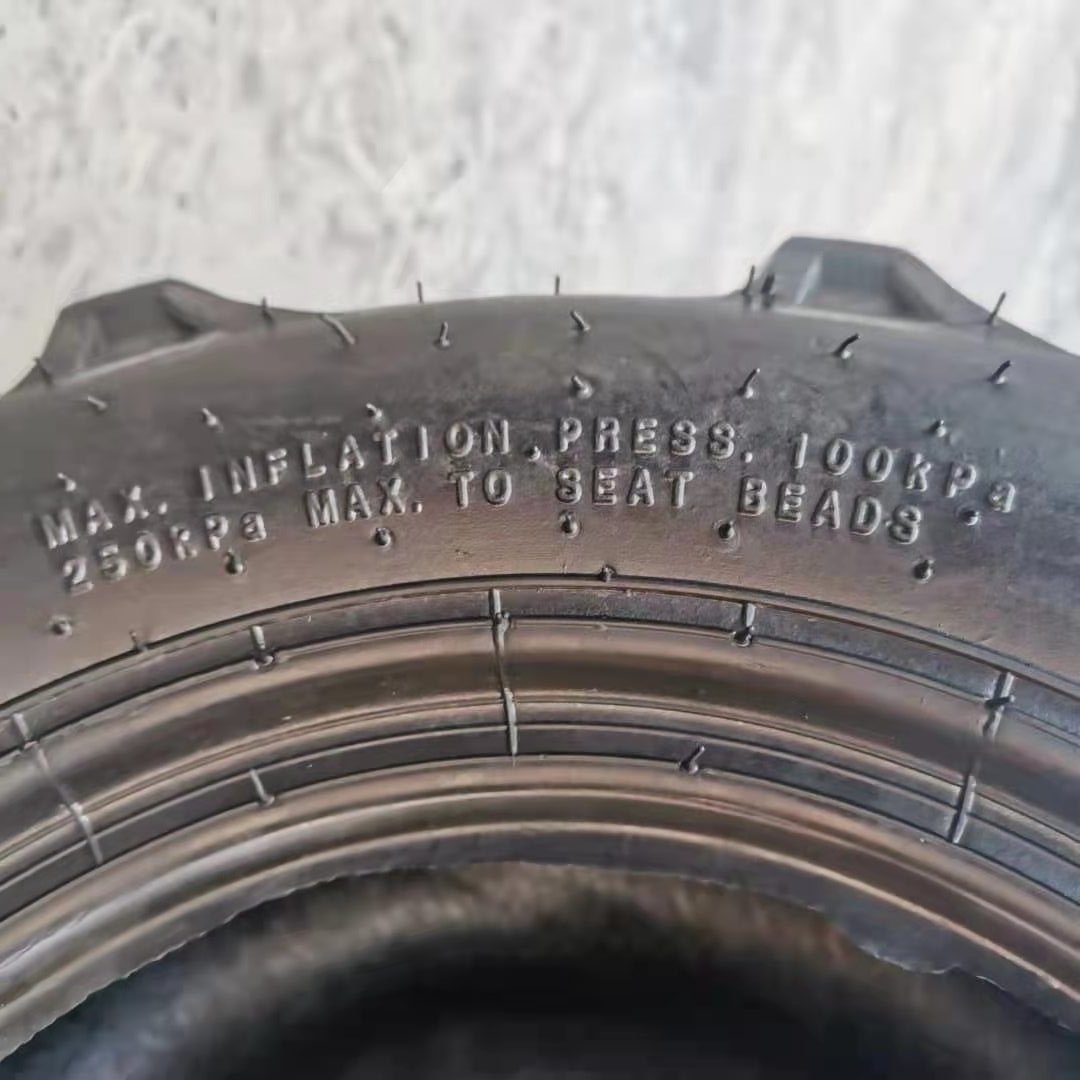 MAX. INFLATION.PRESS. 100kPa
250kPa MAX. TO SEAT BEADS